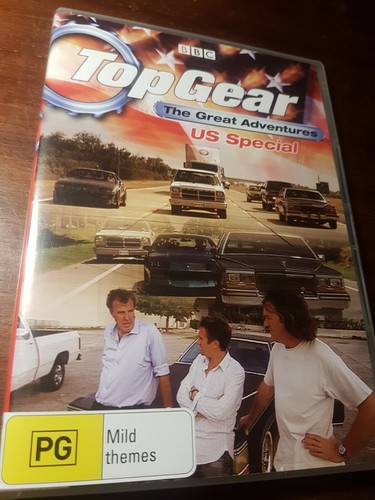 BBC
TopGear
The Great Adventures
US Special
PG
Mild
themes